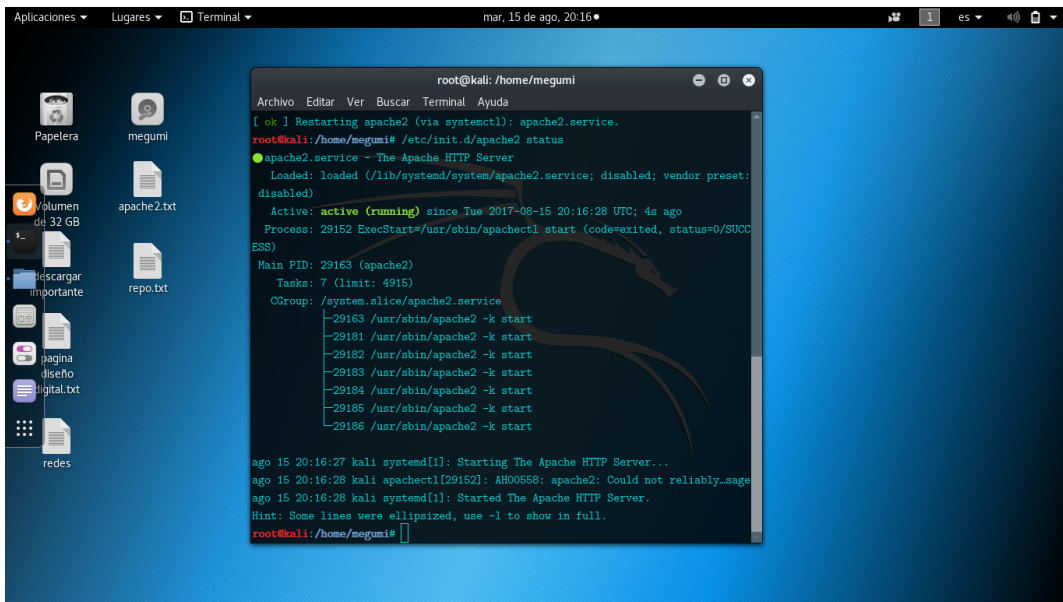 Aplicaciones Lugares Terminal mar, 15 de ago, 20:16 1 es
root@kali: /home/megumi
Archivo Editar Ver Buscar Terminal Ayuda
[ ok ] Restarting apache2 (via systemctl): apache2.service.
root@kali:/home/megumi# /etc/init.d/apache2 status
●apache2.service - The Apache HTTP Server
Loaded: loaded (/lib/systemd/system/apache2.service; disabled; vendor preset:
disabled)
Active: active (running) since Tue 2017-08-15 20:16:28 UTC; 4s ago
Process: 29152 ExecStart=/usr/sbin/apachectl start (code=exited, status=0/SUCC
ESS)
Main PID: 29163 (apache2)
Tasks: 7 (limit: 4915)
CGroup: /system.slice/apache2.service
├─29163 /usr/sbin/apache2 -k start
├─29181 /usr/sbin/apache2 -k start
├─29182 /usr/sbin/apache2 -k start
├─29183 /usr/sbin/apache2 -k start
├─29184 /usr/sbin/apache2 -k start
├─29185 /usr/sbin/apache2 -k start
└─29186 /usr/sbin/apache2 -k start
ago 15 20:16:27 kali systemd[1]: Starting The Apache HTTP Server...
ago 15 20:16:28 kali apachectl[29152]: AH00558: apache2: Could not reliably…sage
ago 15 20:16:28 kali systemd[1]: Started The Apache HTTP Server.
Hint: Some lines were ellipsized, use -l to show in full.
root@kali:/home/megumi#
Papelera
megumi
Volumen
de 32 GB
apache2.txt
descargar
importante
repo.txt
pagina
diseño
digital.txt
redes